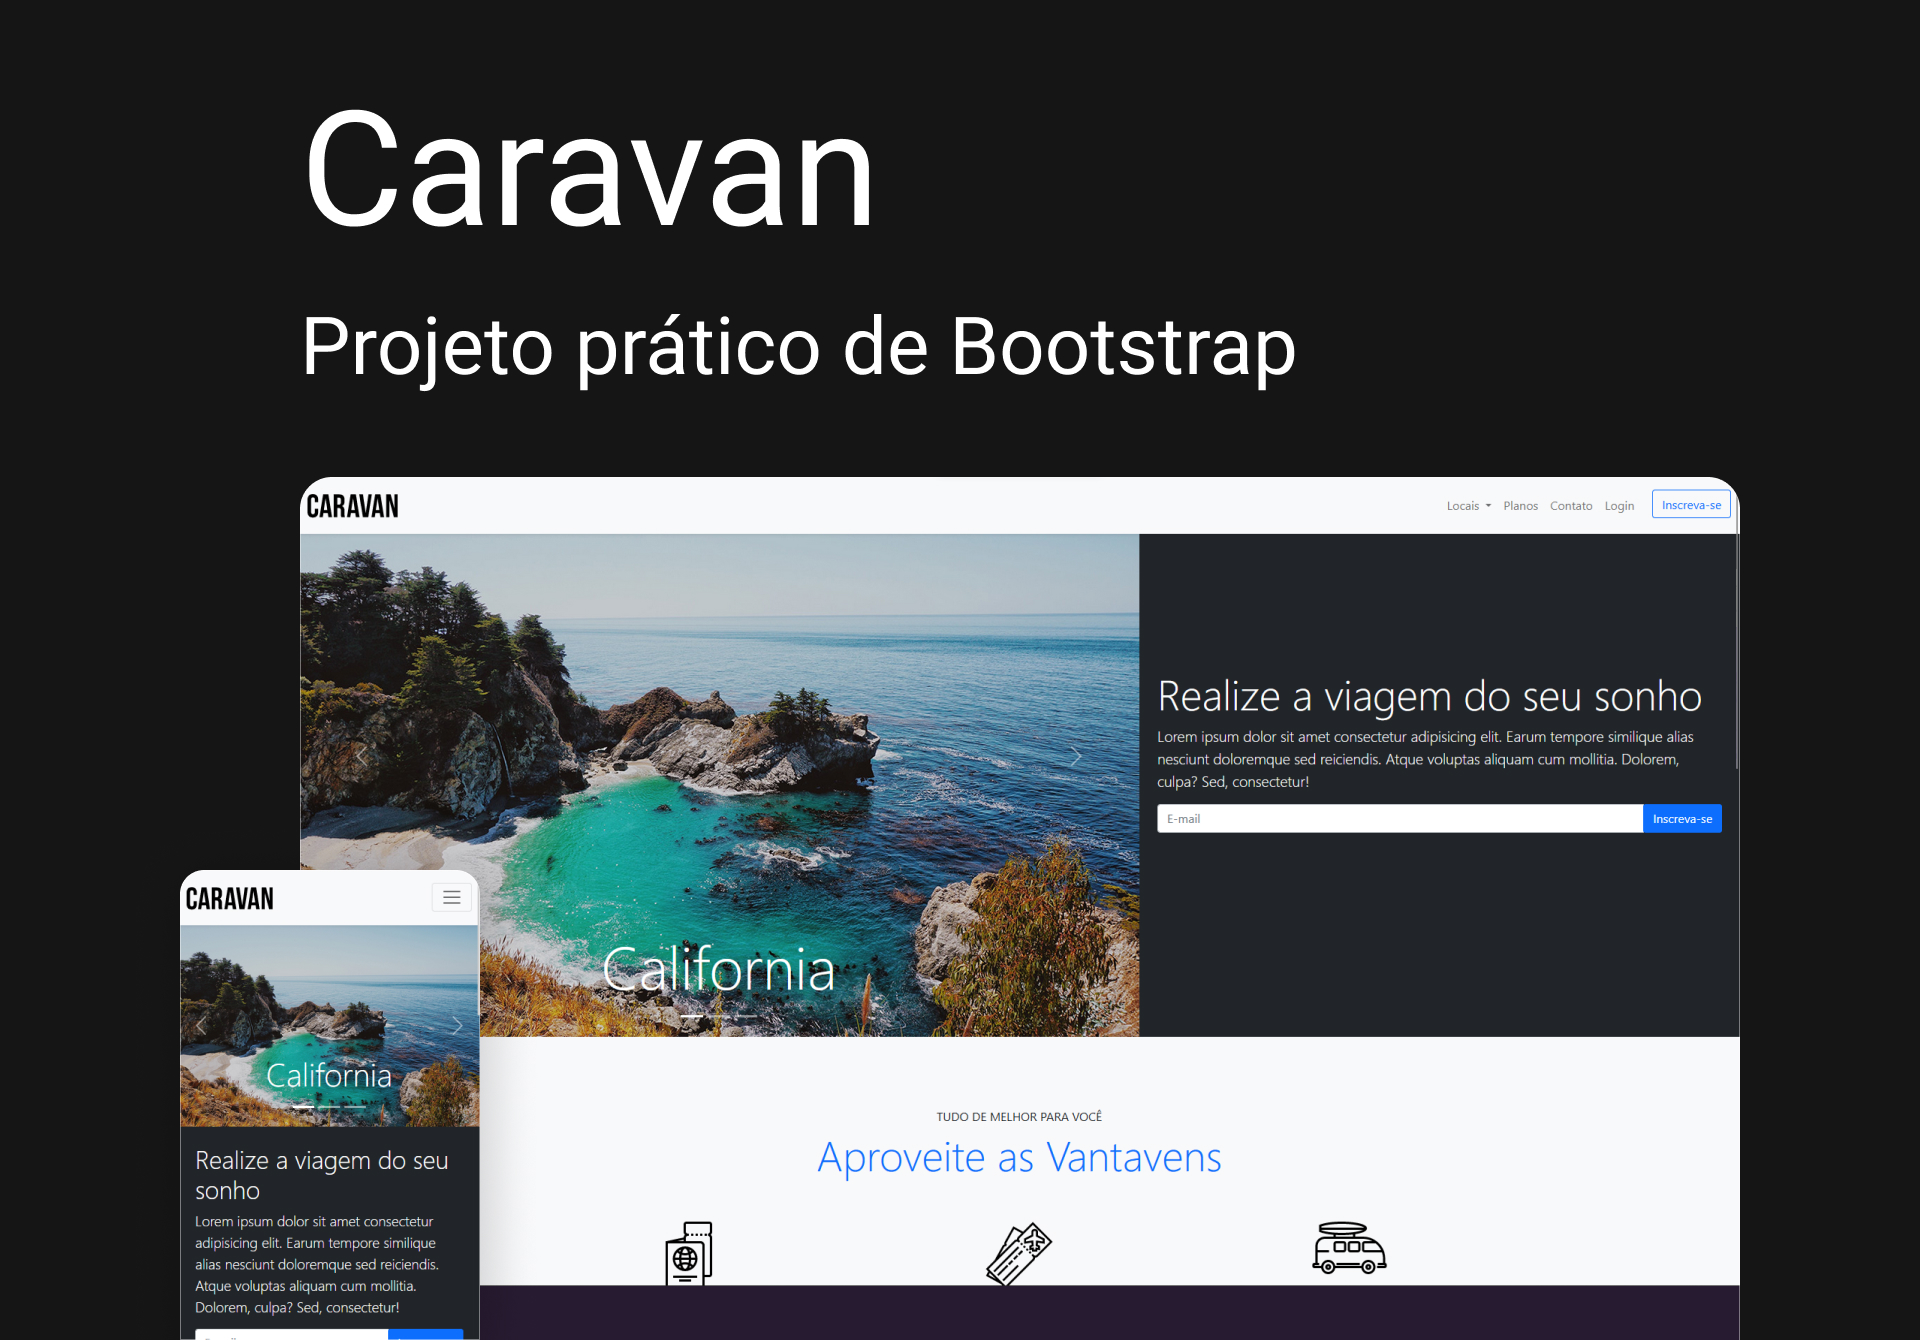 Caravan
Projeto prático de Bootstrap
CARAVAN
Locais Planos Contato Login Inscreva-se
Realize a viagem do seu sonho
Lorem ipsum dolor sit amet consectetur adipisicing elit. Earum tempore similique alias
nesciunt doloremque sed reiciendis. Atque voluptas aliquam cum mollitia. Dolorem,
culpa? Sed, consectetur!
E-mail Inscreva-se
California
TUDO DE MELHOR PARA VOCÊ
Aproveite as Vantavens
CARAVAN
California
Realize a viagem do seu
sonho
Lorem ipsum dolor sit amet consectetur
adipisicing elit. Earum tempore similique
alias nesciunt doloremque sed reiciendis.
Atque voluptas aliquam cum mollitia.
Dolorem, culpa? Sed, consectetur!